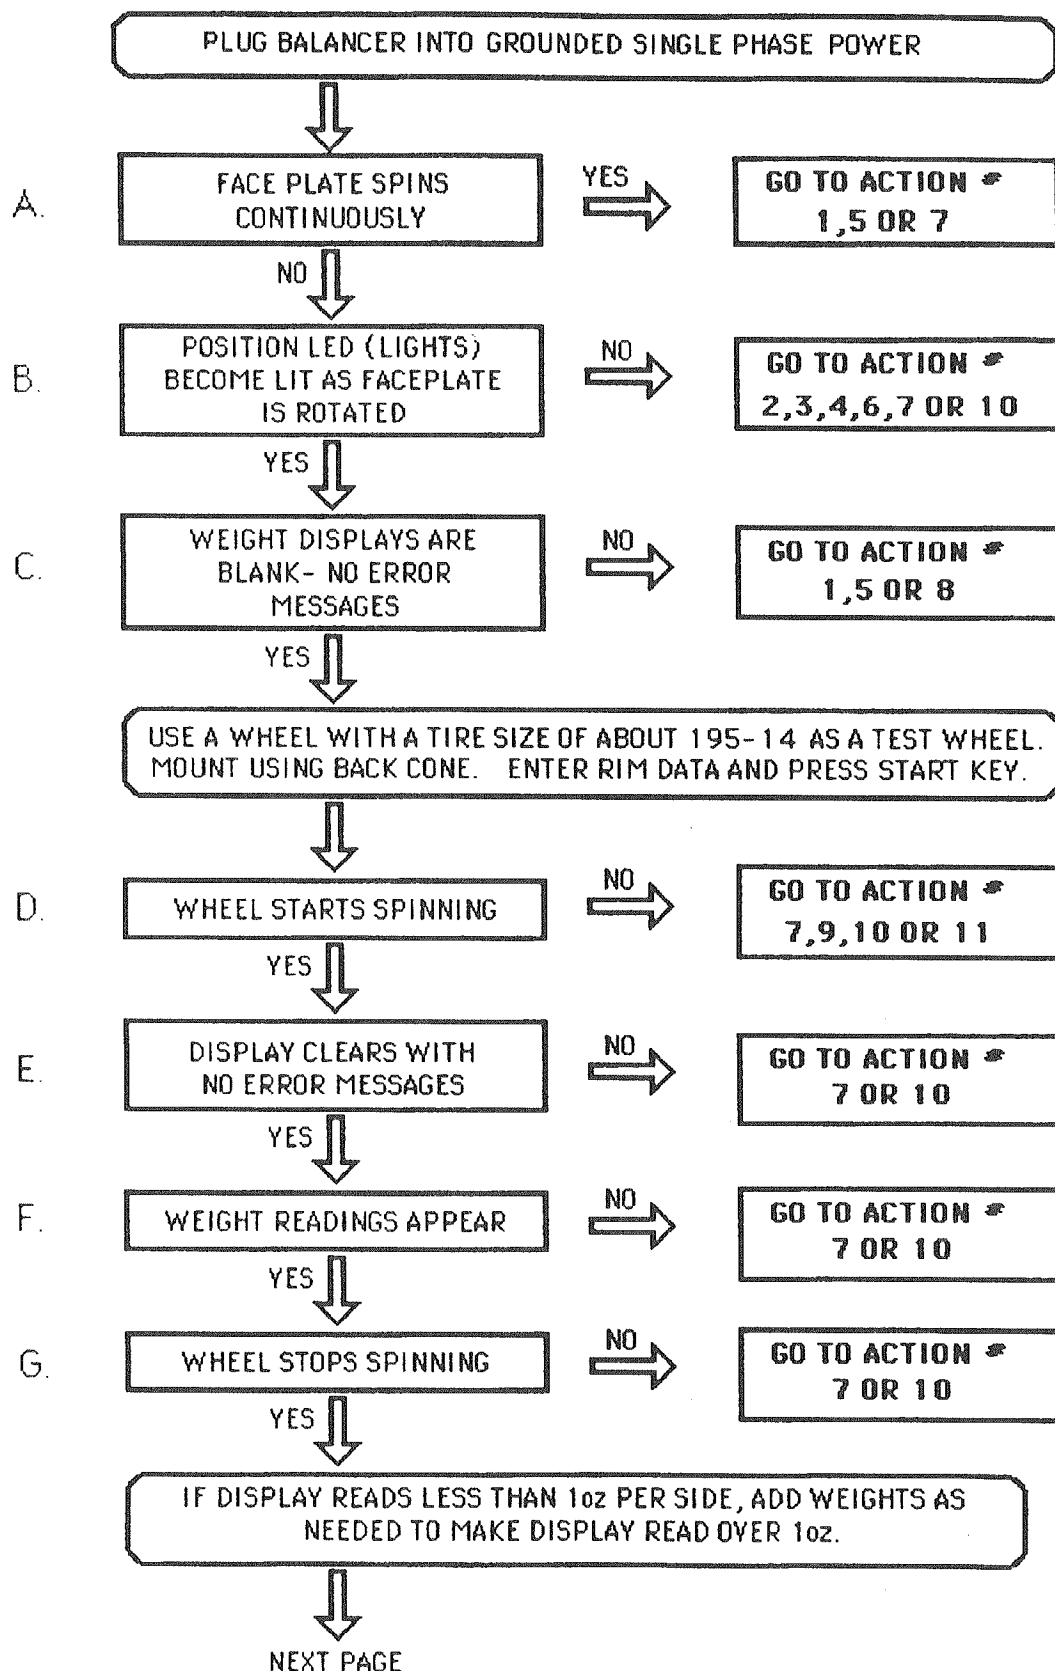 PLUG BALANCER INTO GROUNDED SINGLE PHASE POWER
A.
FACE PLATE SPINS
CONTINUOUSLY
YES
GO TO ACTION #
1,5 OR 7
NO
B.
POSITION LED (LIGHTS)
BECOME LIT AS FACEPLATE
IS ROTATED
NO
GO TO ACTION #
2,3,4,6,7 OR 10
YES
C.
WEIGHT DISPLAYS ARE
BLANK- NO ERROR
MESSAGES
NO
GO TO ACTION #
1,5 OR 8
YES
USE A WHEEL WITH A TIRE SIZE OF ABOUT 195-14 AS A TEST WHEEL.
MOUNT USING BACK CONE. ENTER RIM DATA AND PRESS START KEY.
D.
WHEEL STARTS SPINNING
NO
GO TO ACTION #
7,9,10 OR 11
YES
E.
DISPLAY CLEARS WITH
NO ERROR MESSAGES
NO
GO TO ACTION #
7 OR 10
YES
F.
WEIGHT READINGS APPEAR
NO
GO TO ACTION #
7 OR 10
YES
G.
WHEEL STOPS SPINNING
NO
GO TO ACTION #
7 OR 10
YES
IF DISPLAY READS LESS THAN 1oz PER SIDE, ADD WEIGHTS AS
NEEDED TO MAKE DISPLAY READ OVER 1oz.
NEXT PAGE